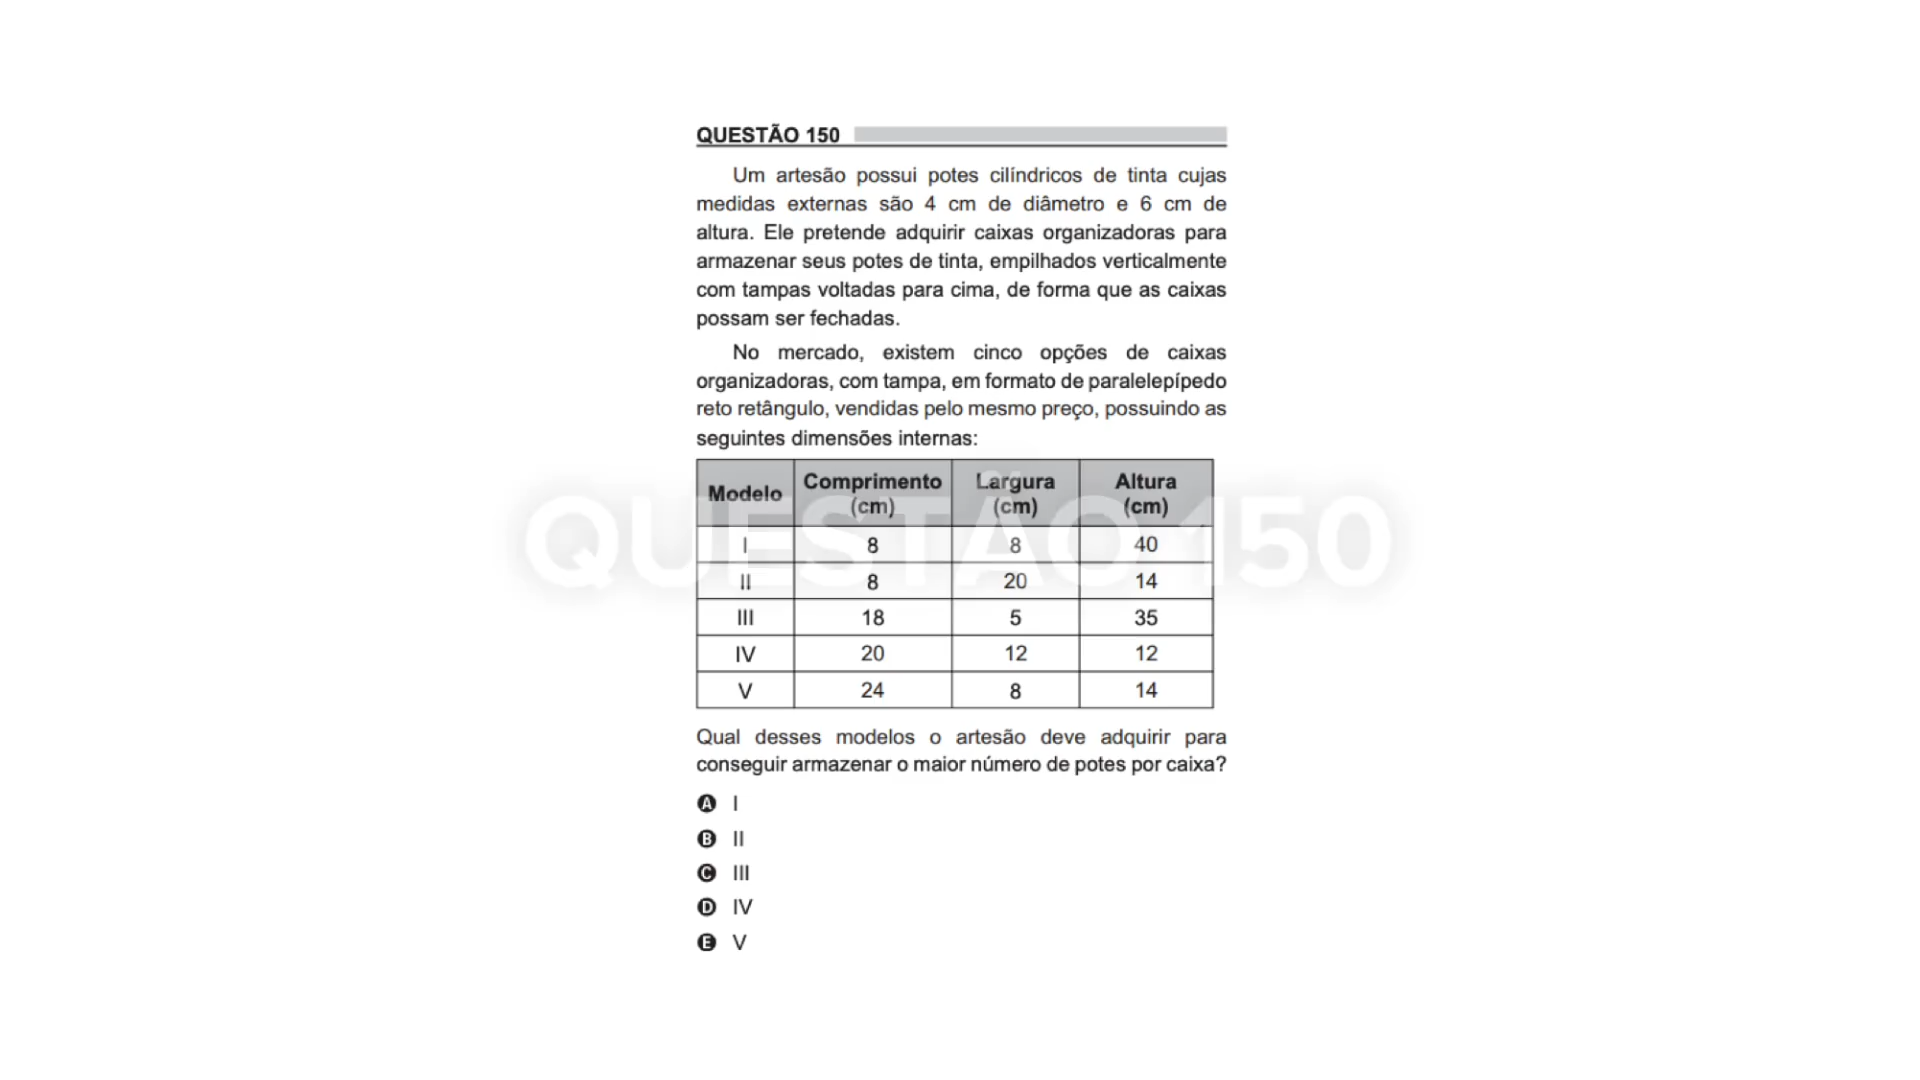 QUESTÃO 150
Um artesão possui potes cilíndricos de tinta cujas
medidas externas são 4 cm de diâmetro e 6 cm de
altura. Ele pretende adquirir caixas organizadoras para
armazenar seus potes de tinta, empilhados verticalmente
com tampas voltadas para cima, de forma que as caixas
possam ser fechadas.
No mercado, existem cinco opções de caixas
organizadoras, com tampa, em formato de paralelepípedo
reto retângulo, vendidas pelo mesmo preço, possuindo as
seguintes dimensões internas:
Modelo Comprimento (cm) Largura (cm) Altura (cm)
I 8 8 40
II 8 20 14
III 18 5 35
IV 20 12 12
V 24 8 14
QUESTÃO 150
Qual desses modelos o artesão deve adquirir para
conseguir armazenar o maior número de potes por caixa?
A I
B II
C III
D IV
E V